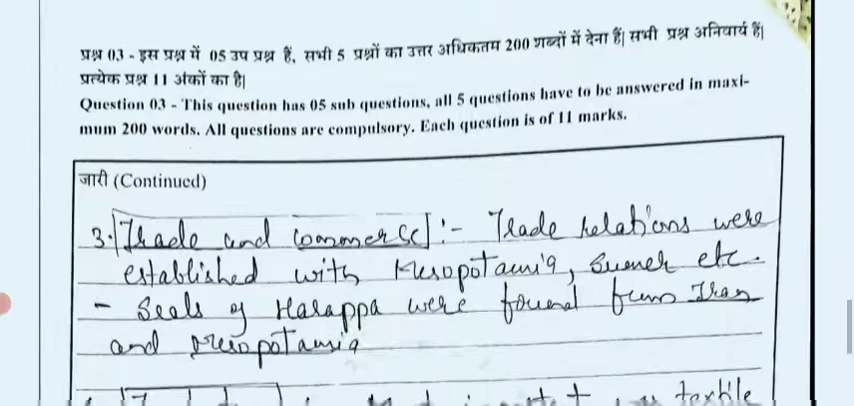 प्रश्न 03 - इस प्रश्न में 05 उप प्रश्न हैं, सभी 5 प्रश्नों का उत्तर अधिकतम 200 शब्दों में देना हैं| सभी प्रश्न अनिवार्य हैं|
प्रत्येक प्रश्न 11 अंकों का है|
Question 03 - This question has 05 sub questions, all 5 questions have to be answered in maxi-
mum 200 words. All questions are compulsory. Each question is of 11 marks.
जारी (Continued)
3. Trade and commerse :- Trade relations were
established with Mesopotamia, Sumer etc.
- Seals of Harappa were found from Iran
and Mesopotamia
textile